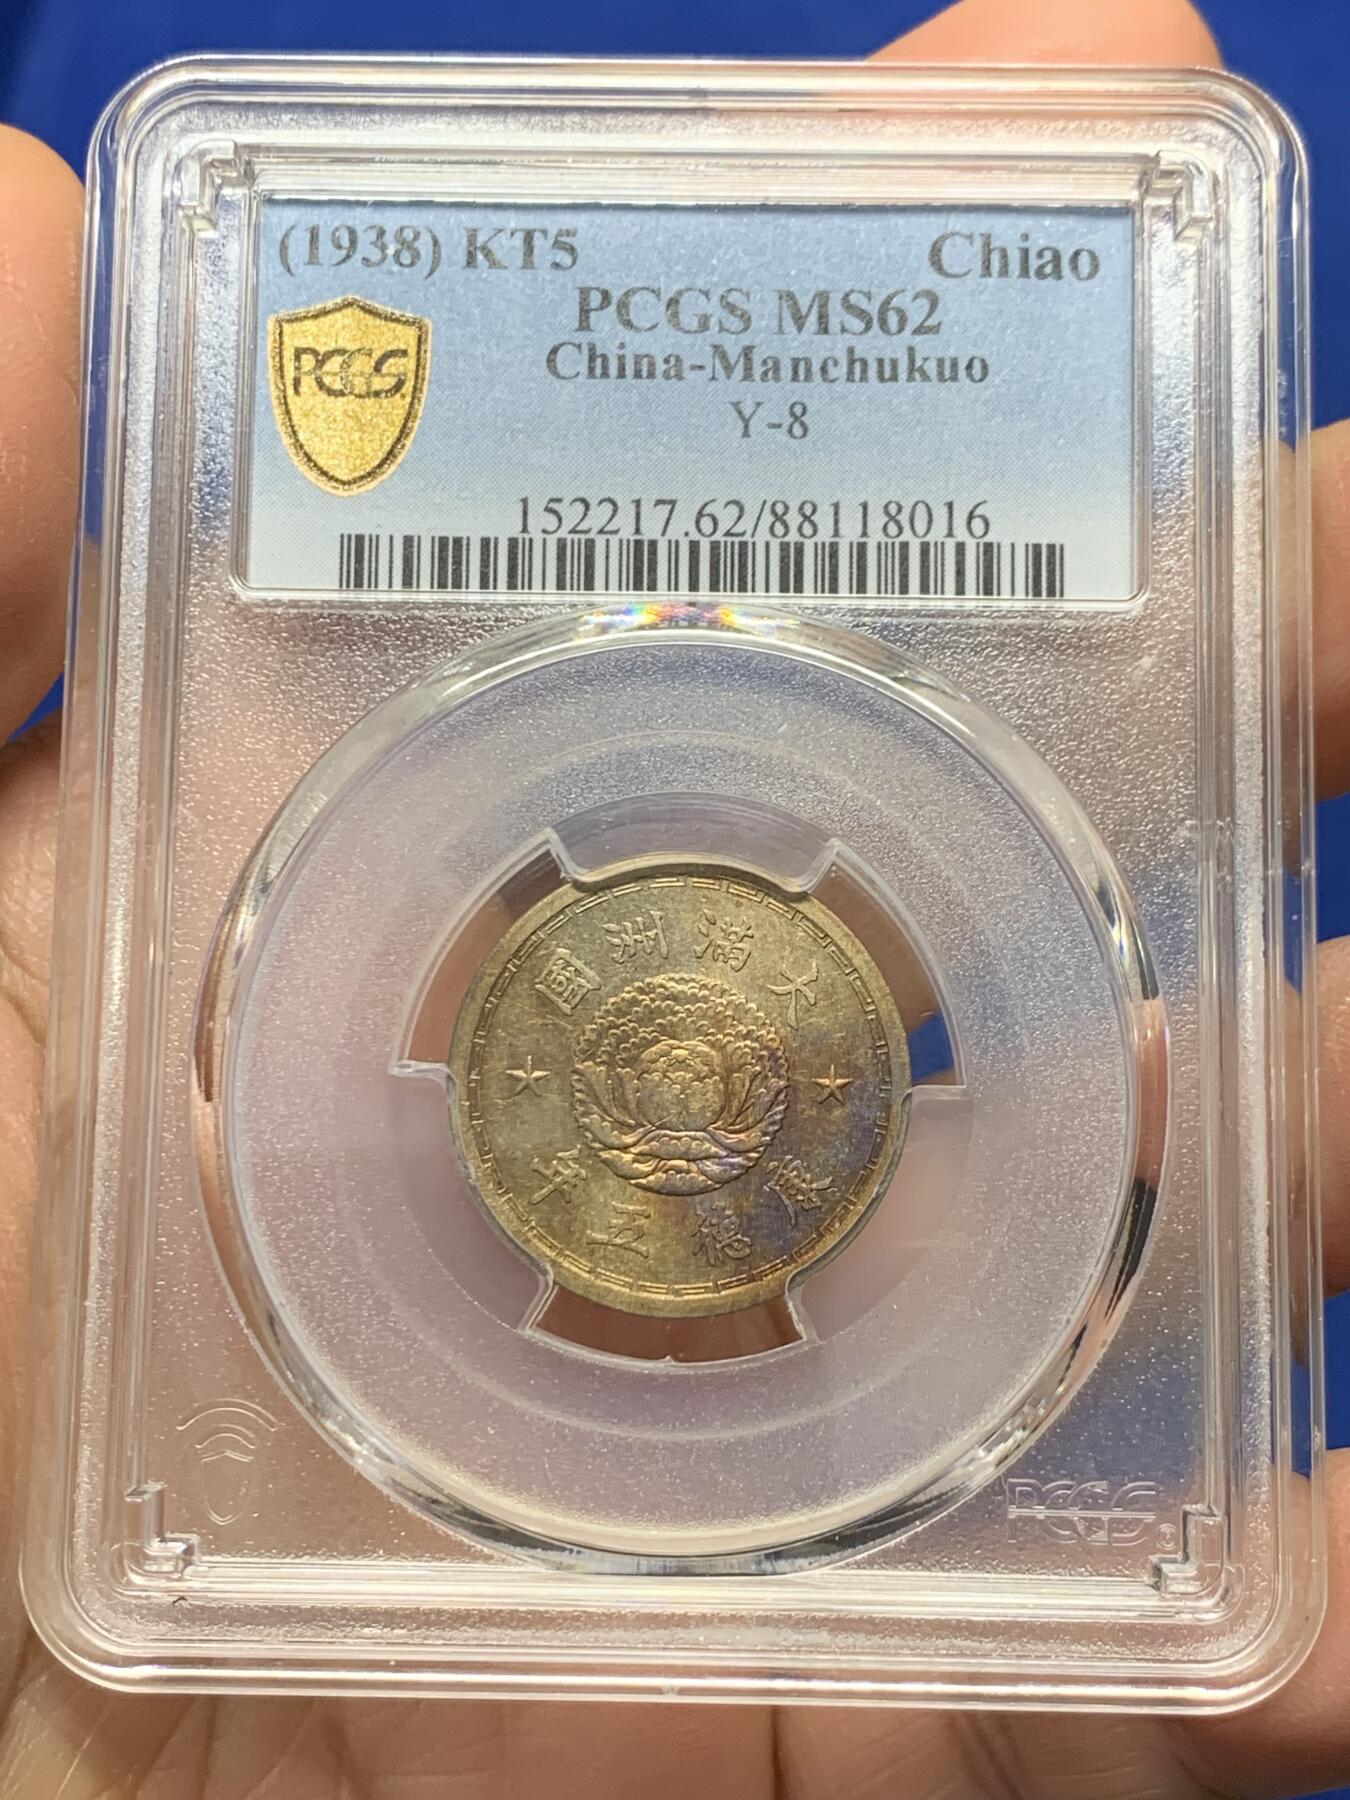 (1938) KT5 Chiao
PCGS MS62
China-Manchukuo
Y-8
PCGS
152217.62/88118016
大滿洲國
康德五年
PCGS